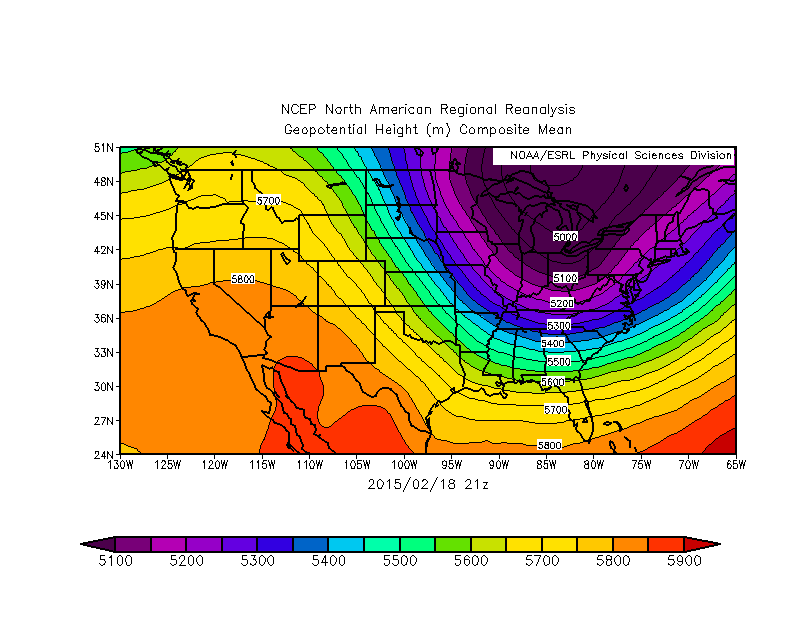 NCEP North American Regional Reanalysis
Geopotential Height (m) Composite Mean
NOAA/ESRL Physical Sciences Division
51N
48N
45N
42N
39N
36N
33N
30N
27N
24N
5700
5800
5000
5100
5200
5300
5400
5500
5600
5700
5800
130W 125W 120W 115W 110W 105W 100W 95W 90W 85W 80W 75W 70W 65W
2015/02/18 21z
5100 5200 5300 5400 5500 5600 5700 5800 5900